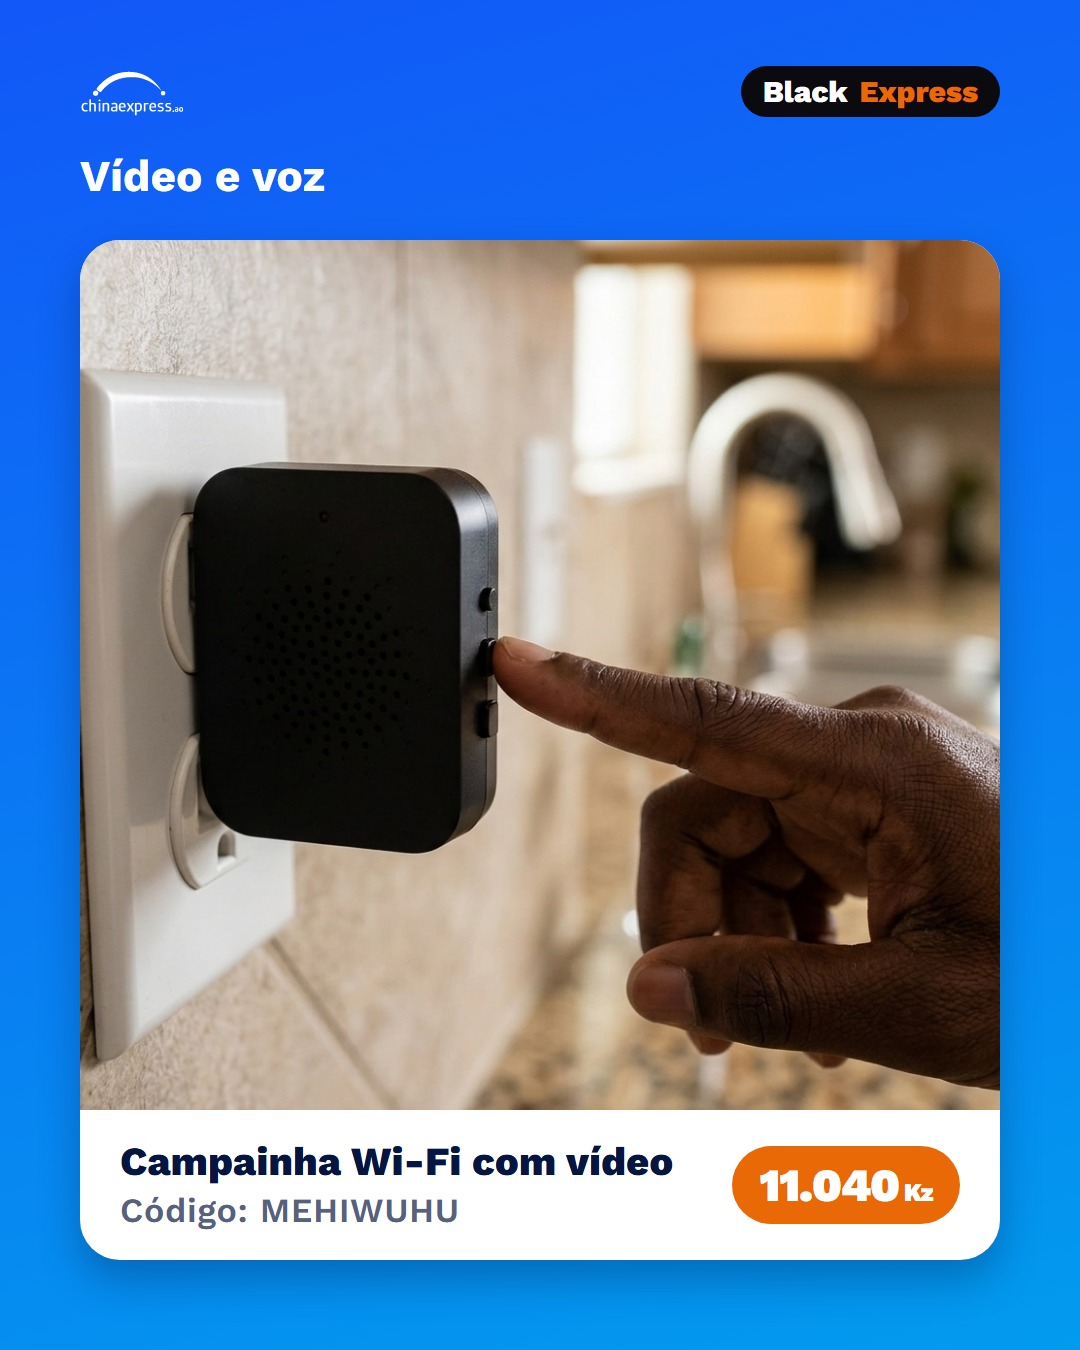 chinaexpress.ao
Black Express
Vídeo e voz
Campainha Wi-Fi com vídeo
Código: MEHIWUHU
11.040 Kz